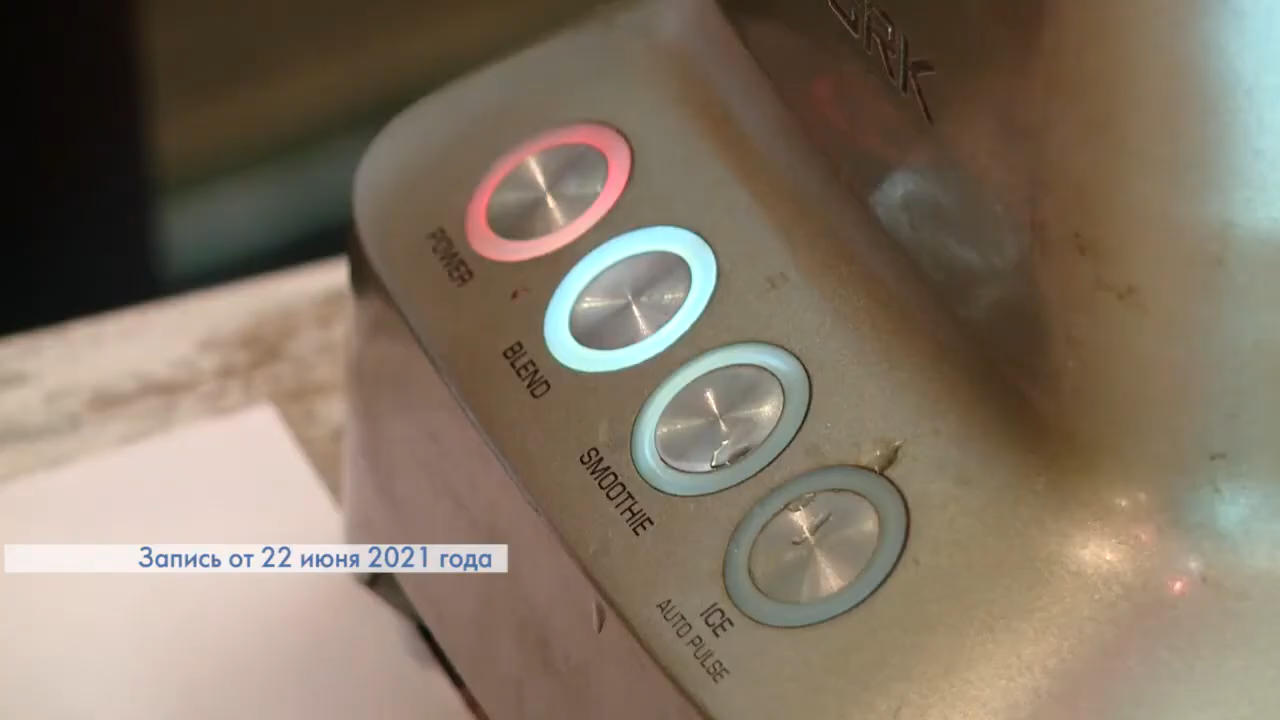 POWER
BLEND
SMOOTHIE
ICE
AUTO PULSE
Запись от 22 июня 2021 года